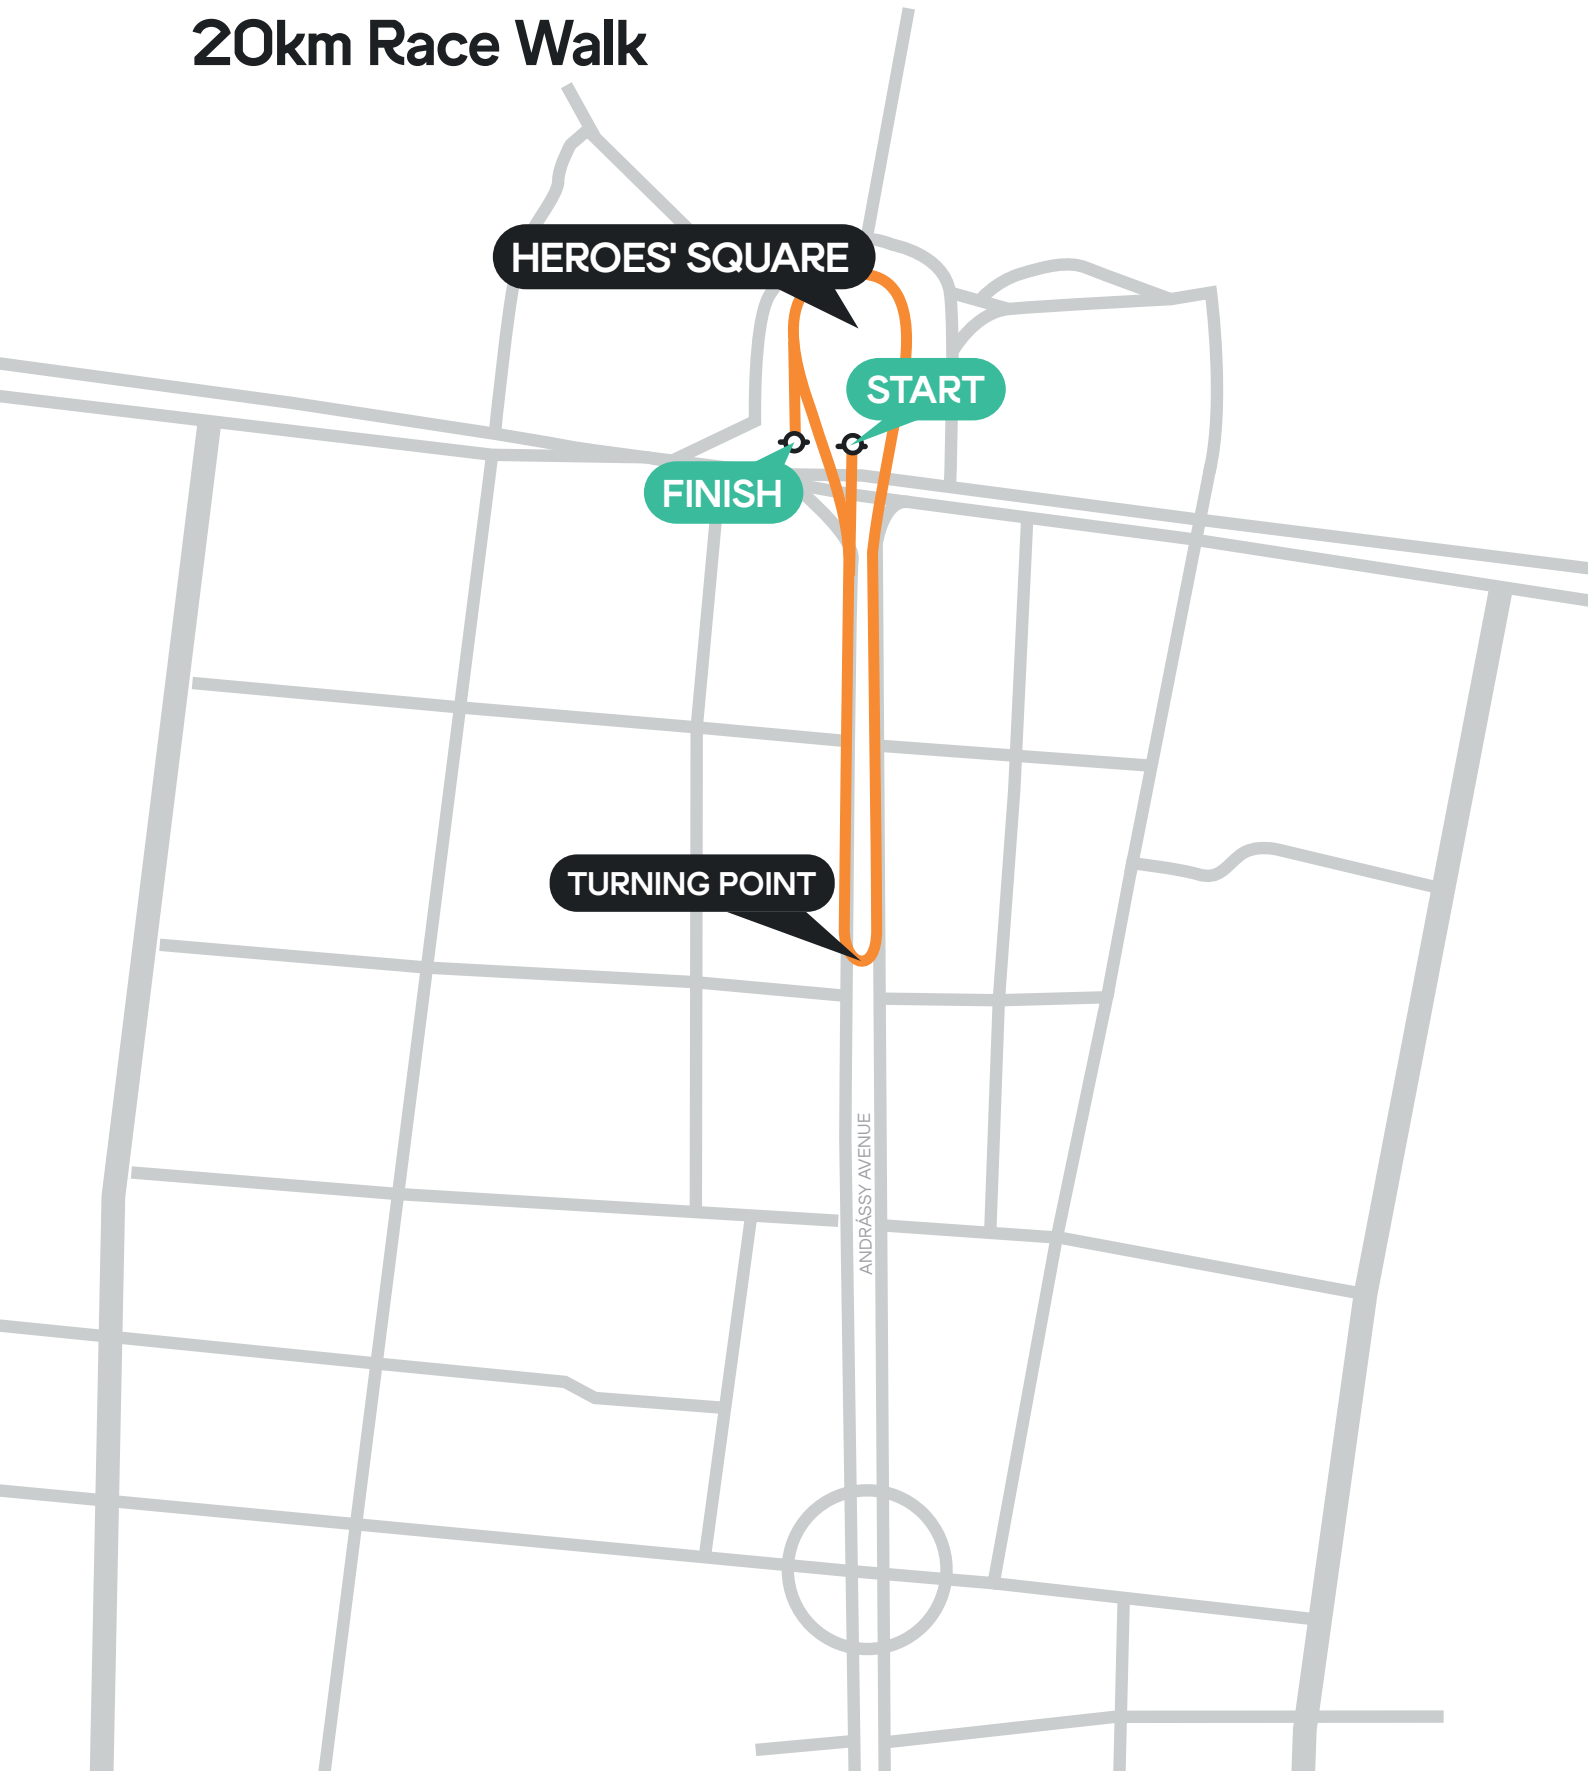 20km Race Walk
HEROES' SQUARE
START
FINISH
TURNING POINT
ANDRÁSSY AVENUE